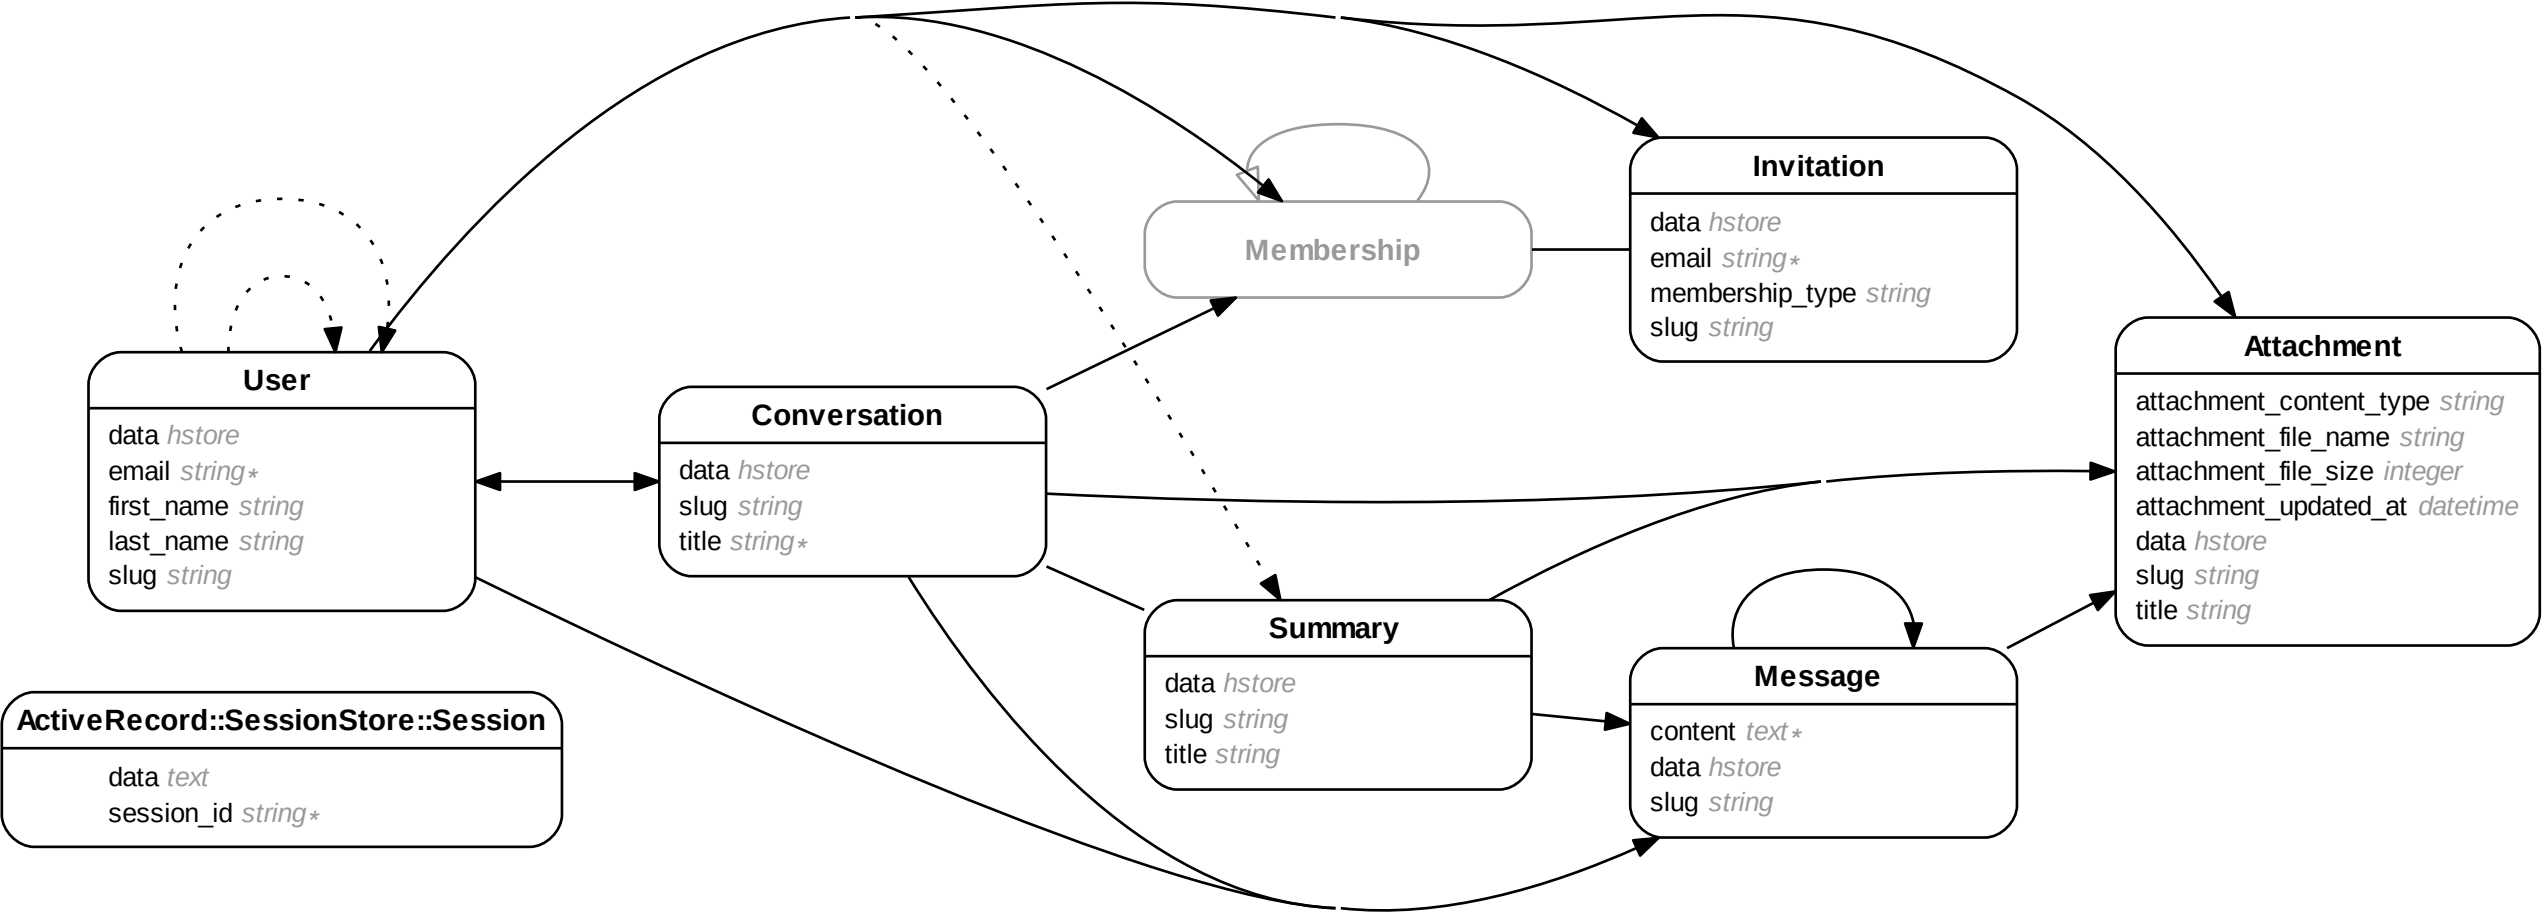 User
data hstore
email string*
first_name string
last_name string
slug string
ActiveRecord::SessionStore::Session
data text
session_id string*
Conversation
data hstore
slug string
title string*
Membership
Summary
data hstore
slug string
title string
Invitation
data hstore
email string*
membership_type string
slug string
Message
content text*
data hstore
slug string
Attachment
attachment_content_type string
attachment_file_name string
attachment_file_size integer
attachment_updated_at datetime
data hstore
slug string
title string